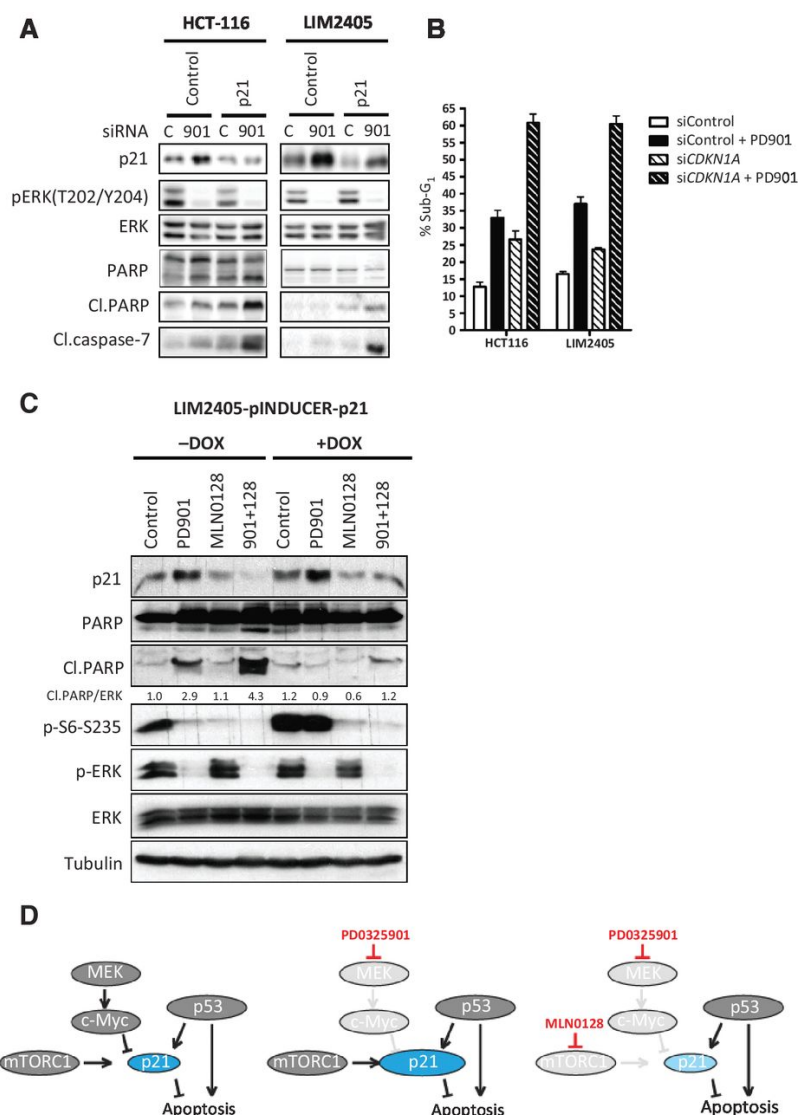 A
HCT-116 LIM2405
Control p21 Control p21
siRNA C 901 C 901 C 901 C 901
p21
pERK(T202/Y204)
ERK
PARP
Cl.PARP
Cl.caspase-7
B
% Sub-G1
65
60
55
50
45
40
35
30
25
20
15
10
5
0
HCT116 LIM2405
siControl
siControl + PD901
siCDKN1A
siCDKN1A + PD901
C
LIM2405-pINDUCER-p21
–DOX +DOX
Control PD901 MLN0128 901+128 Control PD901 MLN0128 901+128
p21
PARP
Cl.PARP
Cl.PARP/ERK 1.0 2.9 1.1 4.3 1.2 0.9 0.6 1.2
p-S6-S235
p-ERK
ERK
Tubulin
D
MEK
c-Myc
p53
mTORC1
p21
Apoptosis
PD0325901
MEK
c-Myc
p53
mTORC1
p21
Apoptosis
PD0325901
MEK
MLN0128
c-Myc
p53
mTORC1
p21
Apoptosis